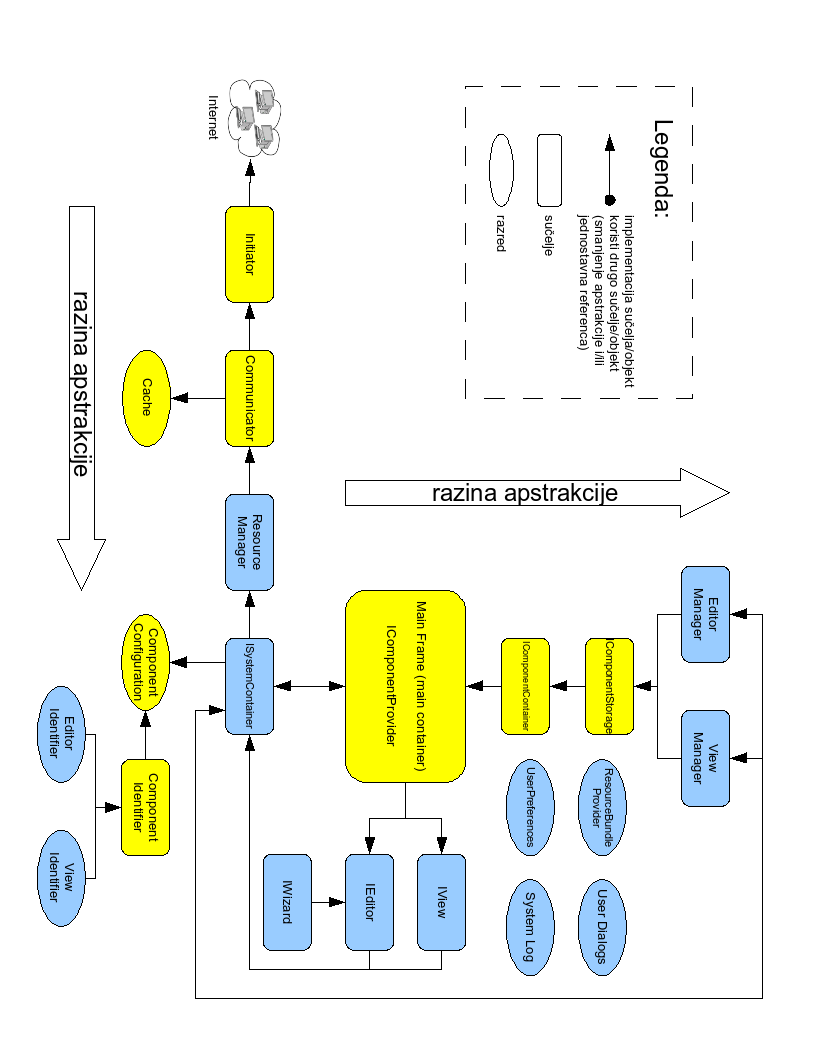 Legenda:
implementacija sučelja/objekt
koristi drugo sučelje/objekt
(smanjenje apstrakcije i/ili
jednostavna referenca)
sučelje
razred
razina apstrakcije
Editor
Manager
View
Manager
IComponentStorage
IComponentContainer
ResourceBundle
Provider
UserPreferences
User Dialogs
System Log
Main Frame (main container)
IComponentProvider
IView
IEditor
IWizard
Internet
Initiator
Communicator
Resource
Manager
ISystemContainer
Cache
Component
Configuration
Component
Identifier
Editor
Identifier
View
Identifier
razina apstrakcije